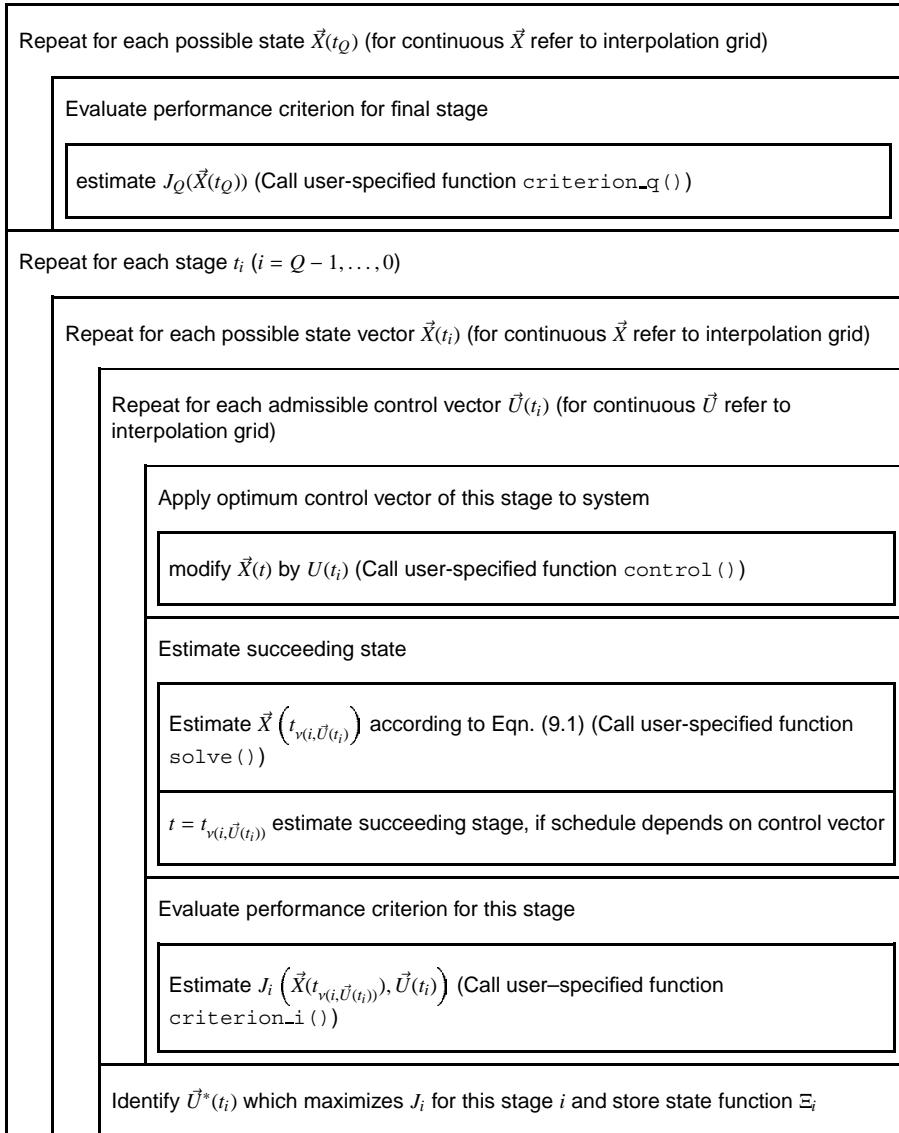 Repeat for each possible state X⃗(t_Q) (for continuous X⃗ refer to interpolation grid)
Evaluate performance criterion for final stage
estimate J_Q(X⃗(t_Q)) (Call user-specified function criterion_q())
Repeat for each stage t_i (i = Q − 1, . . . , 0)
Repeat for each possible state vector X⃗(t_i) (for continuous X⃗ refer to interpolation grid)
Repeat for each admissible control vector U⃗(t_i) (for continuous U⃗ refer to
interpolation grid)
Apply optimum control vector of this stage to system
modify X⃗(t) by U(t_i) (Call user-specified function control())
Estimate succeeding state
Estimate X⃗ (t_{ν(i,U⃗(t_i)}) according to Eqn. (9.1) (Call user-specified function
solve())
t = t_{ν(i,U⃗(t_i))} estimate succeeding stage, if schedule depends on control vector
Evaluate performance criterion for this stage
Estimate J_i (X⃗(t_{ν(i,U⃗(t_i))}), U⃗(t_i)) (Call user–specified function
criterion_i())
Identify U⃗*(t_i) which maximizes J_i for this stage i and store state function Ξ_i